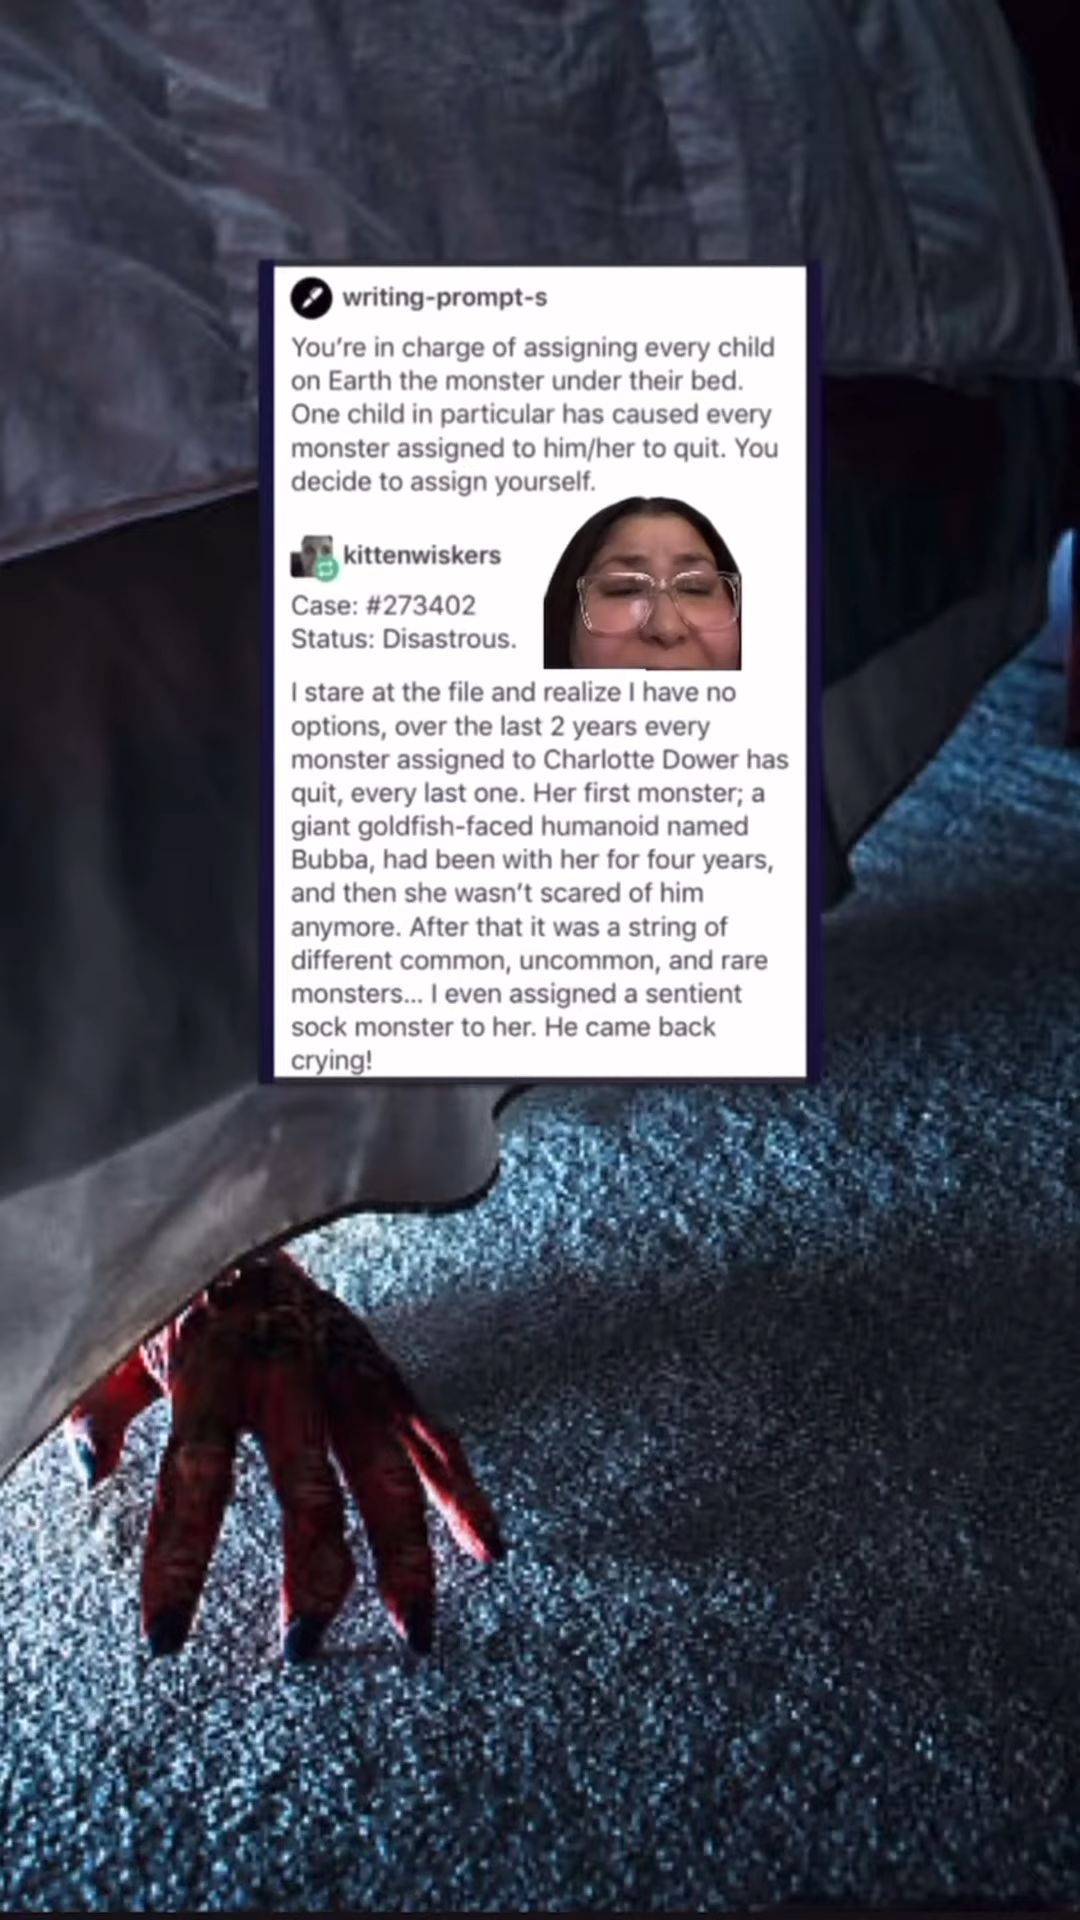 writing-prompt-s
You’re in charge of assigning every child
on Earth the monster under their bed.
One child in particular has caused every
monster assigned to him/her to quit. You
decide to assign yourself.
kittenwiskers
Case: #273402
Status: Disastrous.
I stare at the file and realize I have no
options, over the last 2 years every
monster assigned to Charlotte Dower has
quit, every last one. Her first monster; a
giant goldfish-faced humanoid named
Bubba, had been with her for four years,
and then she wasn’t scared of him
anymore. After that it was a string of
different common, uncommon, and rare
monsters... I even assigned a sentient
sock monster to her. He came back
crying!